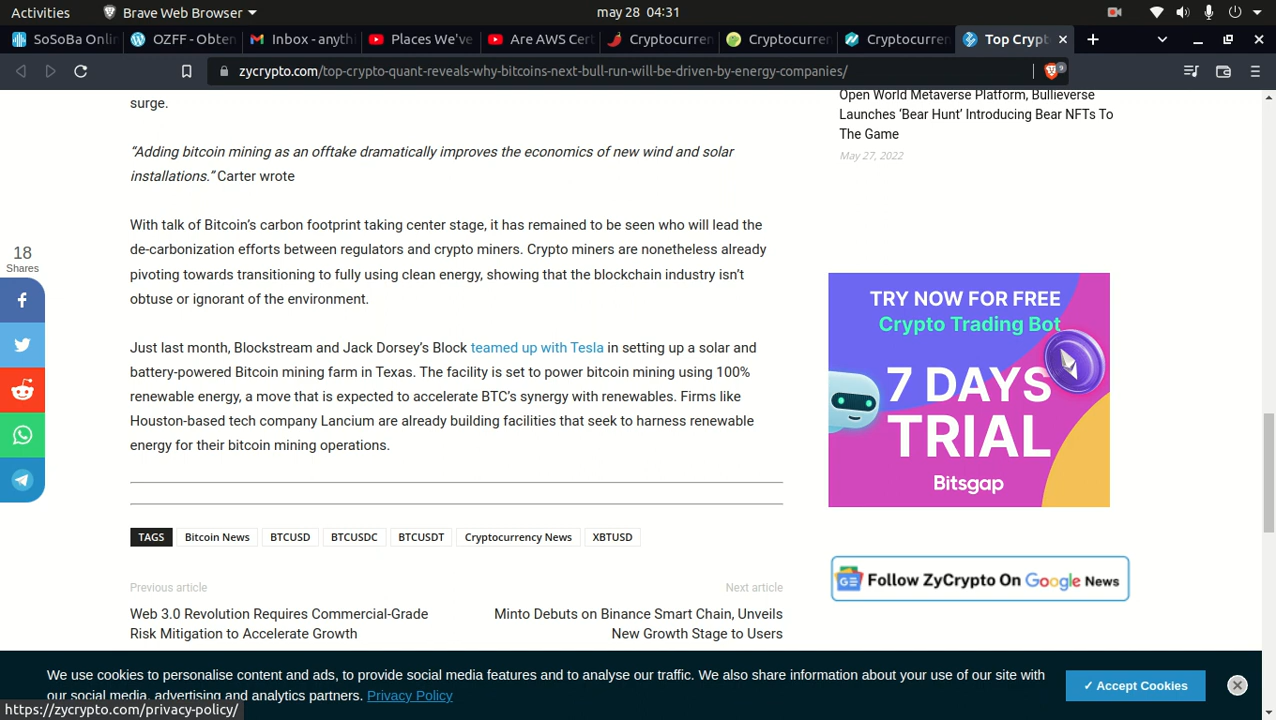 Activities
Brave Web Browser
may 28 04:31
SoSoBa Onli
OZFF - Obten
Inbox - anyth
Places We've
Are AWS Cert
Cryptocurren
Cryptocurren
Cryptocurren
Top Crypt
zycrypto.com/top-crypto-quant-reveals-why-bitcoins-next-bull-run-will-be-driven-by-energy-companies/
9
surge.
“Adding bitcoin mining as an offtake dramatically improves the economics of new wind and solar
installations.” Carter wrote
With talk of Bitcoin’s carbon footprint taking center stage, it has remained to be seen who will lead the
de-carbonization efforts between regulators and crypto miners. Crypto miners are nonetheless already
pivoting towards transitioning to fully using clean energy, showing that the blockchain industry isn’t
obtuse or ignorant of the environment.
Just last month, Blockstream and Jack Dorsey’s Block teamed up with Tesla in setting up a solar and
battery-powered Bitcoin mining farm in Texas. The facility is set to power bitcoin mining using 100%
renewable energy, a move that is expected to accelerate BTC’s synergy with renewables. Firms like
Houston-based tech company Lancium are already building facilities that seek to harness renewable
energy for their bitcoin mining operations.
TAGS
Bitcoin News
BTCUSD
BTCUSDC
BTCUSDT
Cryptocurrency News
XBTUSD
Previous article
Web 3.0 Revolution Requires Commercial-Grade
Risk Mitigation to Accelerate Growth
Next article
Minto Debuts on Binance Smart Chain, Unveils
New Growth Stage to Users
18
Shares
Open World Metaverse Platform, Bullieverse
Launches ‘Bear Hunt’ Introducing Bear NFTs To
The Game
May 27, 2022
TRY NOW FOR FREE
Crypto Trading Bot
7 DAYS
TRIAL
Bitsgap
Follow ZyCrypto On Google News
We use cookies to personalise content and ads, to provide social media features and to analyse our traffic. We also share information about your use of our site with
our social media, advertising and analytics partners. Privacy Policy
✓ Accept Cookies
https://zycrypto.com/privacy-policy/